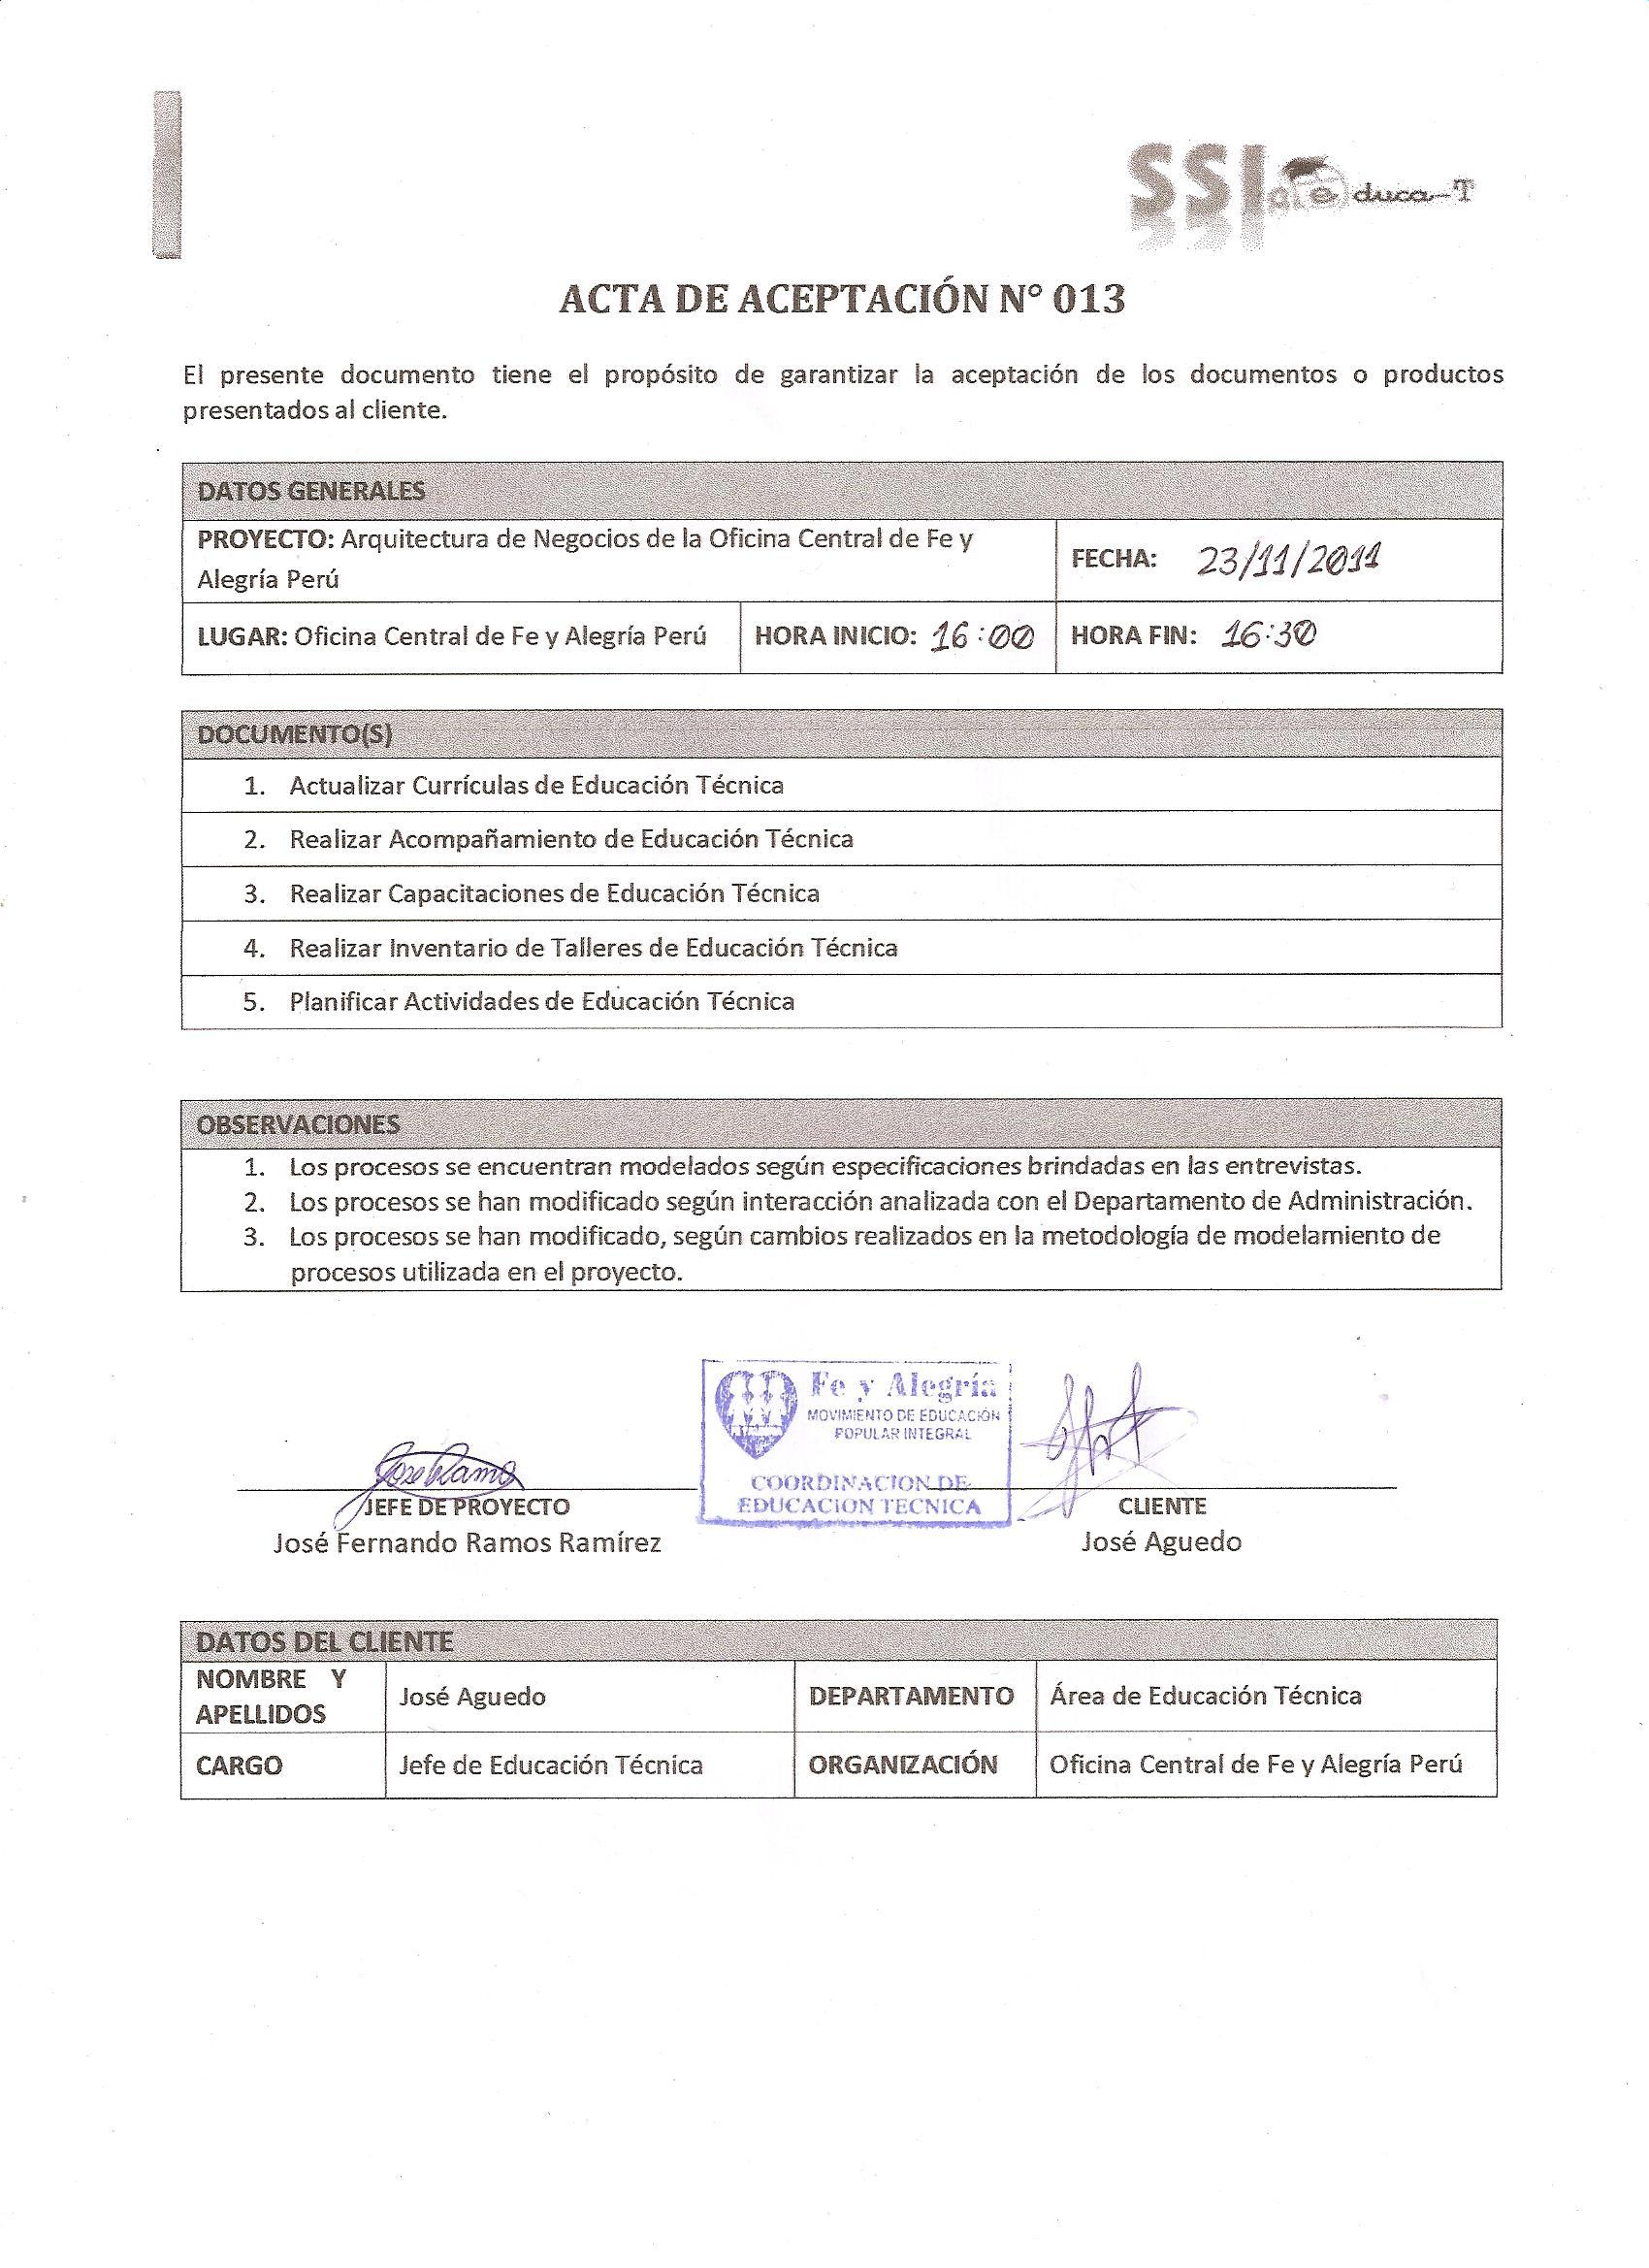 SSI educa-T
ACTA DE ACEPTACIÓN N° 013
El presente documento tiene el propósito de garantizar la aceptación de los documentos o productos
presentados al cliente.
DATOS GENERALES
PROYECTO: Arquitectura de Negocios de la Oficina Central de Fe y
Alegría Perú
FECHA: 23/11/2011
LUGAR: Oficina Central de Fe y Alegría Perú HORA INICIO: 16:00 HORA FIN: 16:30
DOCUMENTO(S)
1. Actualizar Currículas de Educación Técnica
2. Realizar Acompañamiento de Educación Técnica
3. Realizar Capacitaciones de Educación Técnica
4. Realizar Inventario de Talleres de Educación Técnica
5. Planificar Actividades de Educación Técnica
OBSERVACIONES
1. Los procesos se encuentran modelados según especificaciones brindadas en las entrevistas.
2. Los procesos se han modificado según interacción analizada con el Departamento de Administración.
3. Los procesos se han modificado, según cambios realizados en la metodología de modelamiento de
procesos utilizada en el proyecto.
Fe y Alegría
MOVIMIENTO DE EDUCACIÓN
POPULAR INTEGRAL
COORDINACION DE
EDUCACION TECNICA
Jose Ramos
JEFE DE PROYECTO
José Fernando Ramos Ramírez
CLIENTE
José Aguedo
DATOS DEL CLIENTE
NOMBRE Y
APELLIDOS
José Aguedo
DEPARTAMENTO
Área de Educación Técnica
CARGO
Jefe de Educación Técnica
ORGANIZACIÓN
Oficina Central de Fe y Alegría Perú